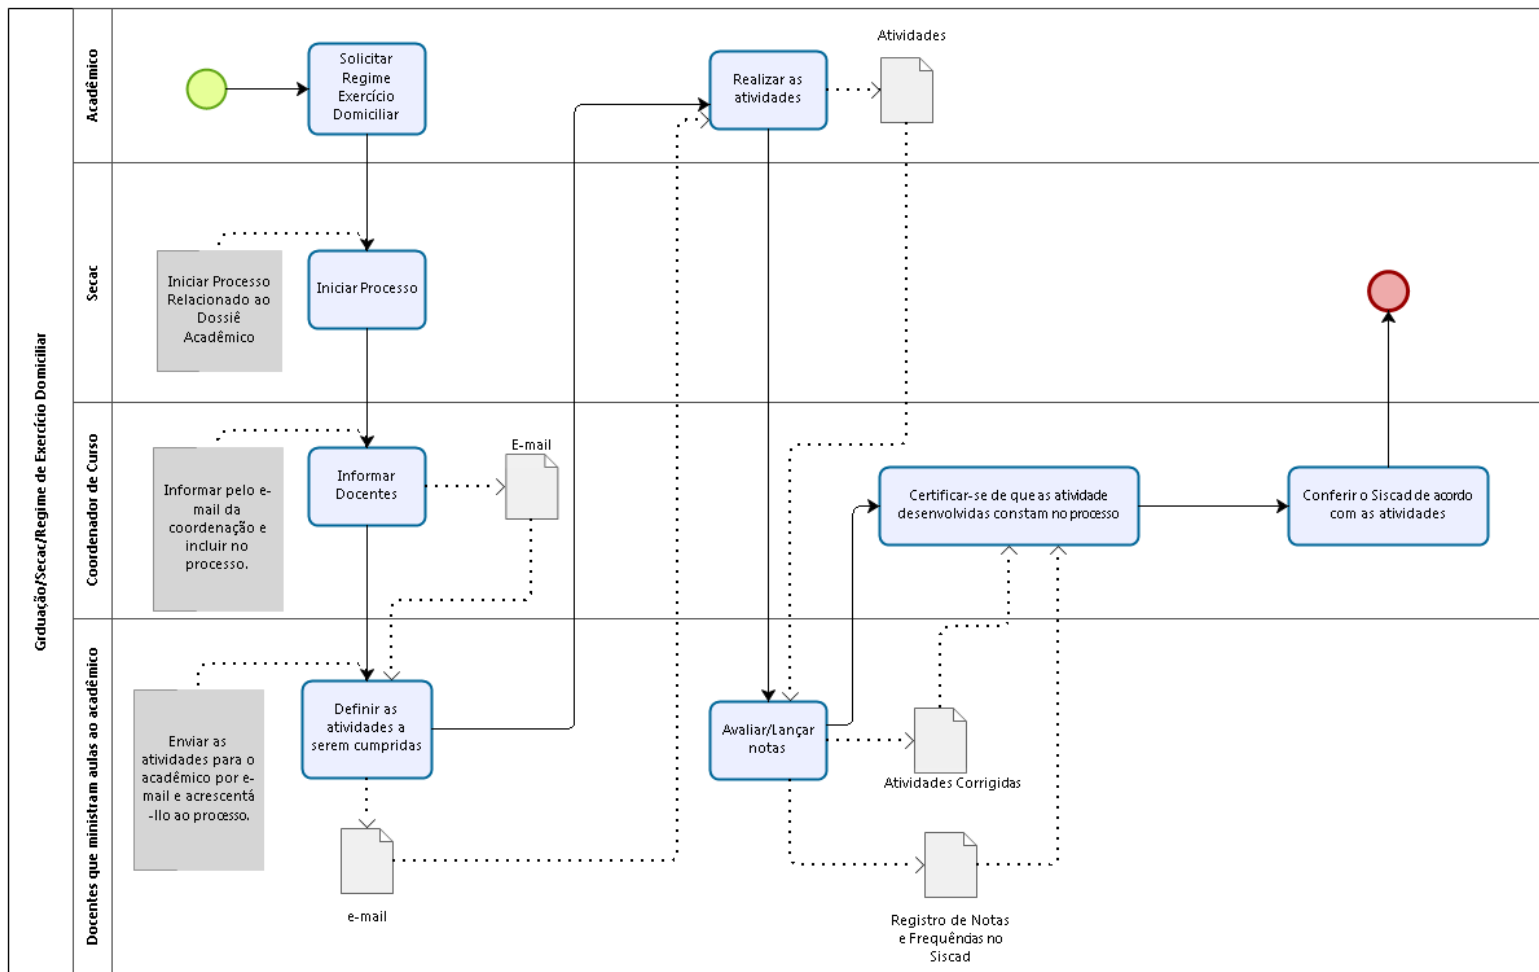 Grduação/Secac/Regime de Exercício Domiciliar
Acadêmico
Solicitar
Regime
Exercício
Domiciliar
Realizar as
atividades
Atividades
Secac
Iniciar Processo
Relacionado ao
Dossiê
Acadêmico
Iniciar Processo
Coordenador de Curso
Informar pelo e-
mail da
coordenação e
incluir no
processo.
Informar
Docentes
E-mail
Certificar-se de que as atividade
desenvolvidas constam no processo
Conferir o Siscad de acordo
com as atividades
Docentes que ministram aulas ao acadêmico
Enviar as
atividades para o
acadêmico por e-
mail e acrescentá
-llo ao processo.
Definir as
atividades a
serem cumpridas
e-mail
Avaliar/Lançar
notas
Atividades Corrigidas
Registro de Notas
e Frequências no
Siscad